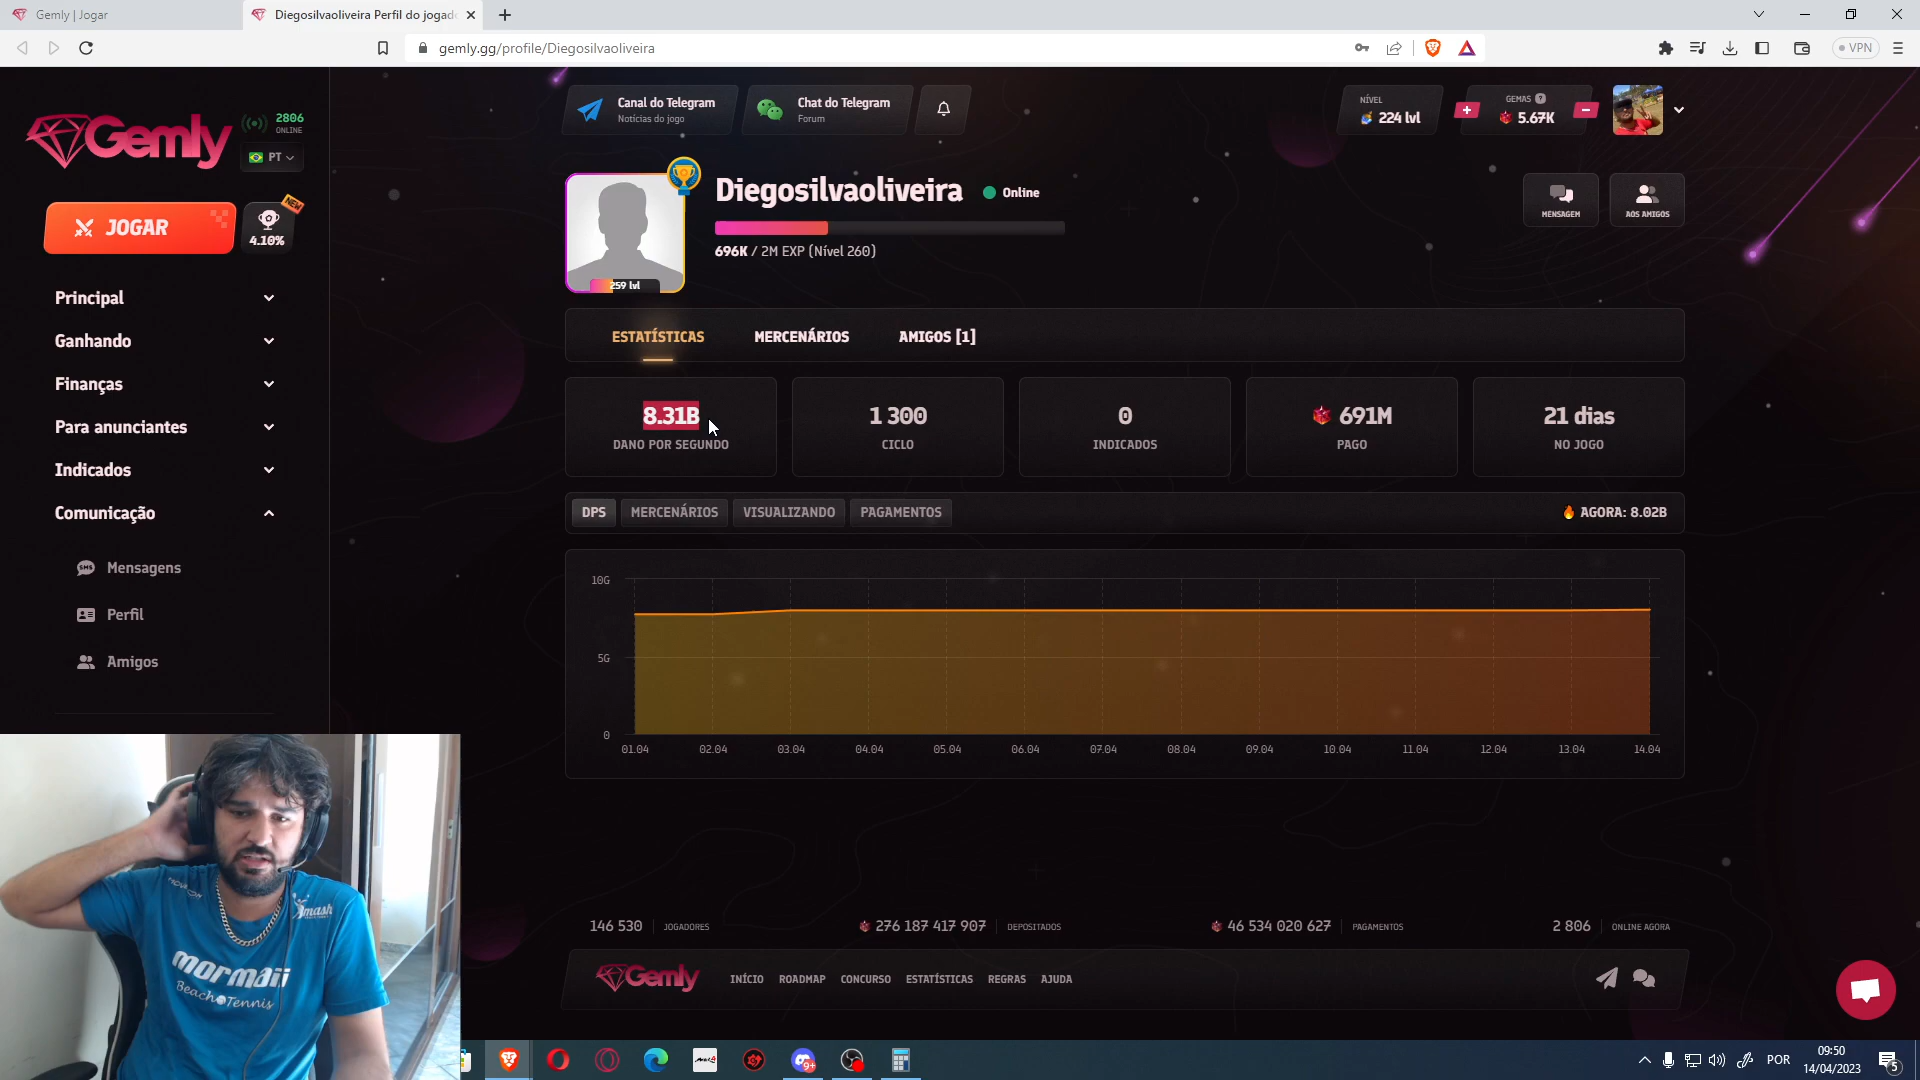 Gemly | Jogar
Diegosilvaoliveira Perfil do jogado
gemly.gg/profile/Diegosilvaoliveira
VPN
Gemly
2806
ONLINE
PT
JOGAR
NEW
4.10%
Principal
Ganhando
Finanças
Para anunciantes
Indicados
Comunicação
Mensagens
Perfil
Amigos
Canal do Telegram
Notícias do jogo
Chat do Telegram
Forum
NÍVEL
224 lvl
GEMAS ?
5.67K
Diegosilvaoliveira
Online
696K / 2M EXP (Nível 260)
259 lvl
MENSAGEM
AOS AMIGOS
ESTATÍSTICAS
MERCENÁRIOS
AMIGOS [1]
8.31B
DANO POR SEGUNDO
1 300
CICLO
0
INDICADOS
691M
PAGO
21 dias
NO JOGO
DPS
MERCENÁRIOS
VISUALIZANDO
PAGAMENTOS
AGORA: 8.02B
10G
5G
0
01.04 02.04 03.04 04.04 05.04 06.04 07.04 08.04 09.04 10.04 11.04 12.04 13.04 14.04
146 530 JOGADORES
276 187 417 907 DEPOSITADOS
46 534 020 627 PAGAMENTOS
2 806 ONLINE AGORA
Gemly
INÍCIO ROADMAP CONCURSO ESTATÍSTICAS REGRAS AJUDA
smash
mormaii
Beach Tennis
9+
POR
09:50
14/04/2023
5